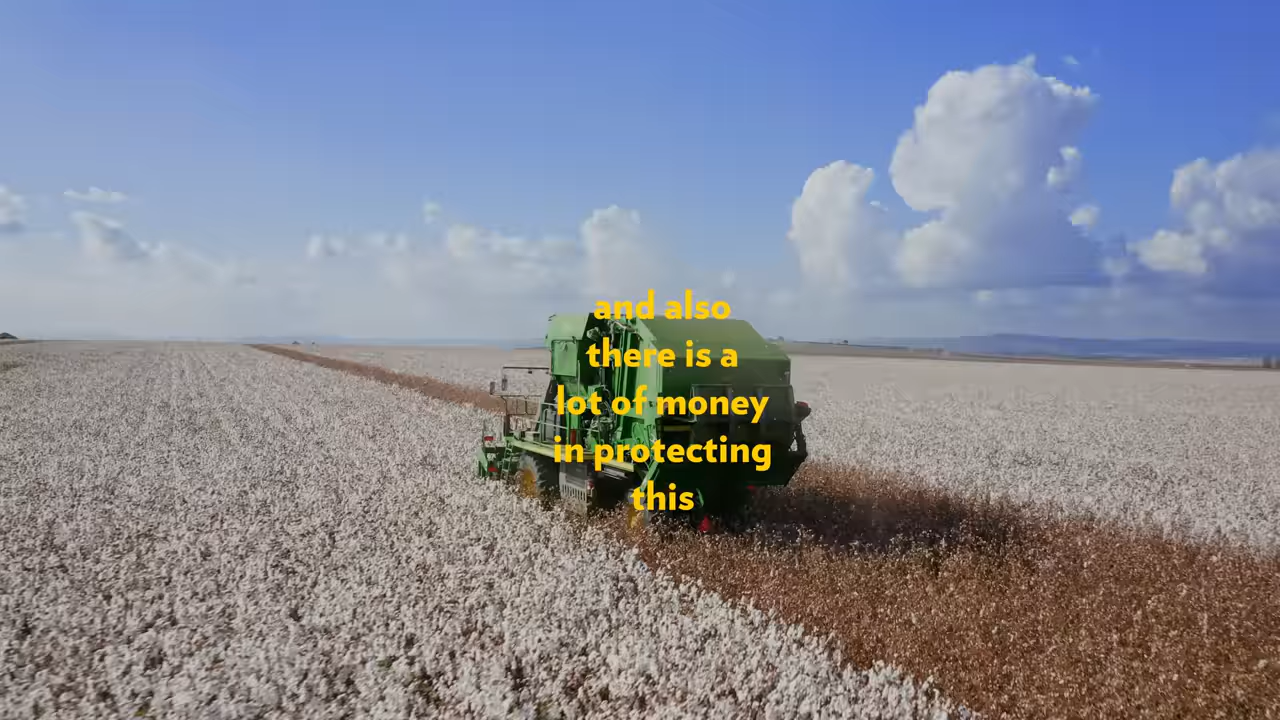 and also
there is a
lot of money
in protecting
this